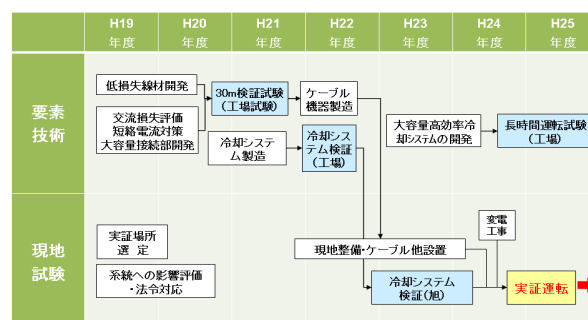 H19
年度
H20
年度
H21
年度
H22
年度
H23
年度
H24
年度
H25
年度
要素
技術
低損失線材開発
交流損失評価
短絡電流対策
大容量接続部開発
30m検証試験
(工場試験)
冷却システ
ム製造
ケーブル
機器製造
冷却シス
テム検証
(工場)
大容量高効率冷
却システムの開発
長時間運転試験
(工場)
現地
試験
実証場所
選 定
系統への影響評価
・法令対応
現地整備・ケーブル他設置
冷却システム
検証(旭)
変電
工事
実証運転